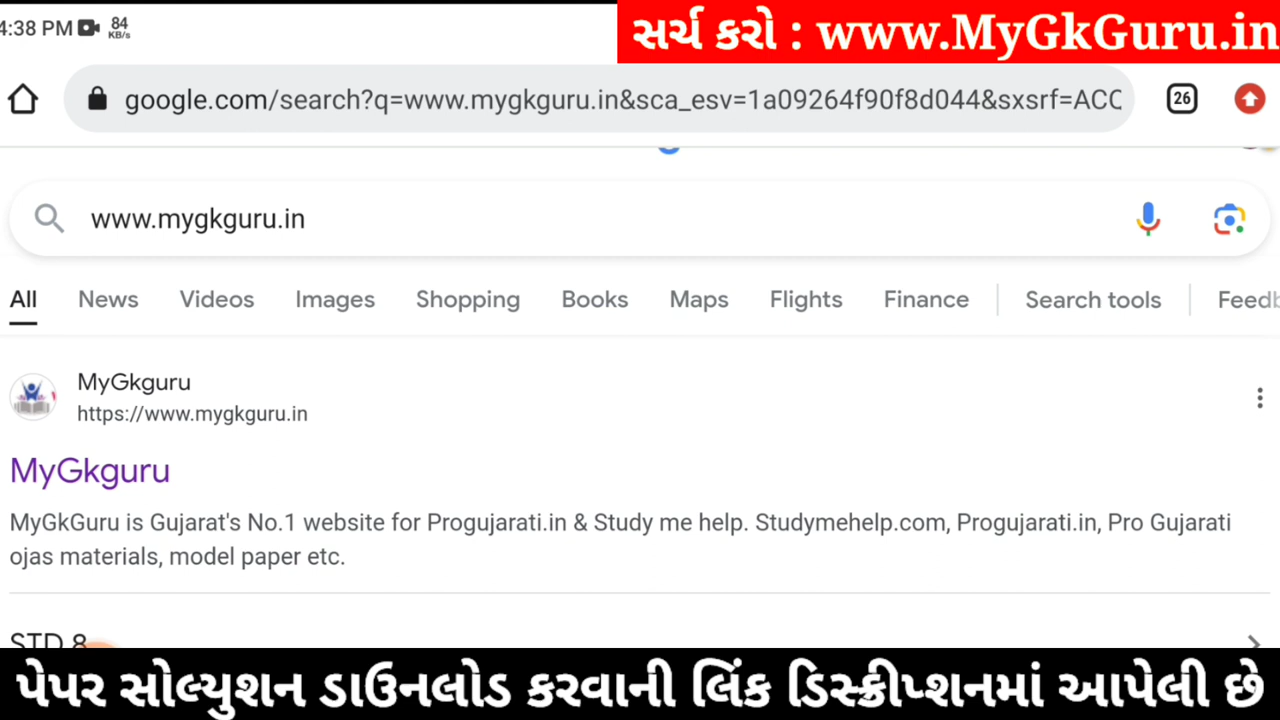 4:38 PM 84 KB/s
સર્ચ કરો : www.MyGkGuru.in
google.com/search?q=www.mygkguru.in&sca_esv=1a09264f90f8d044&sxsrf=ACC
26
www.mygkguru.in
All News Videos Images Shopping Books Maps Flights Finance Search tools Feedb
MyGkguru
https://www.mygkguru.in
MyGkguru
MyGkGuru is Gujarat's No.1 website for Progujarati.in & Study me help. Studymehelp.com, Progujarati.in, Pro Gujarati
ojas materials, model paper etc.
STD 8
પેપર સોલ્યુશન ડાઉનલોડ કરવાની લિંક ડિસ્ક્રીપ્શનમાં આપેલી છે